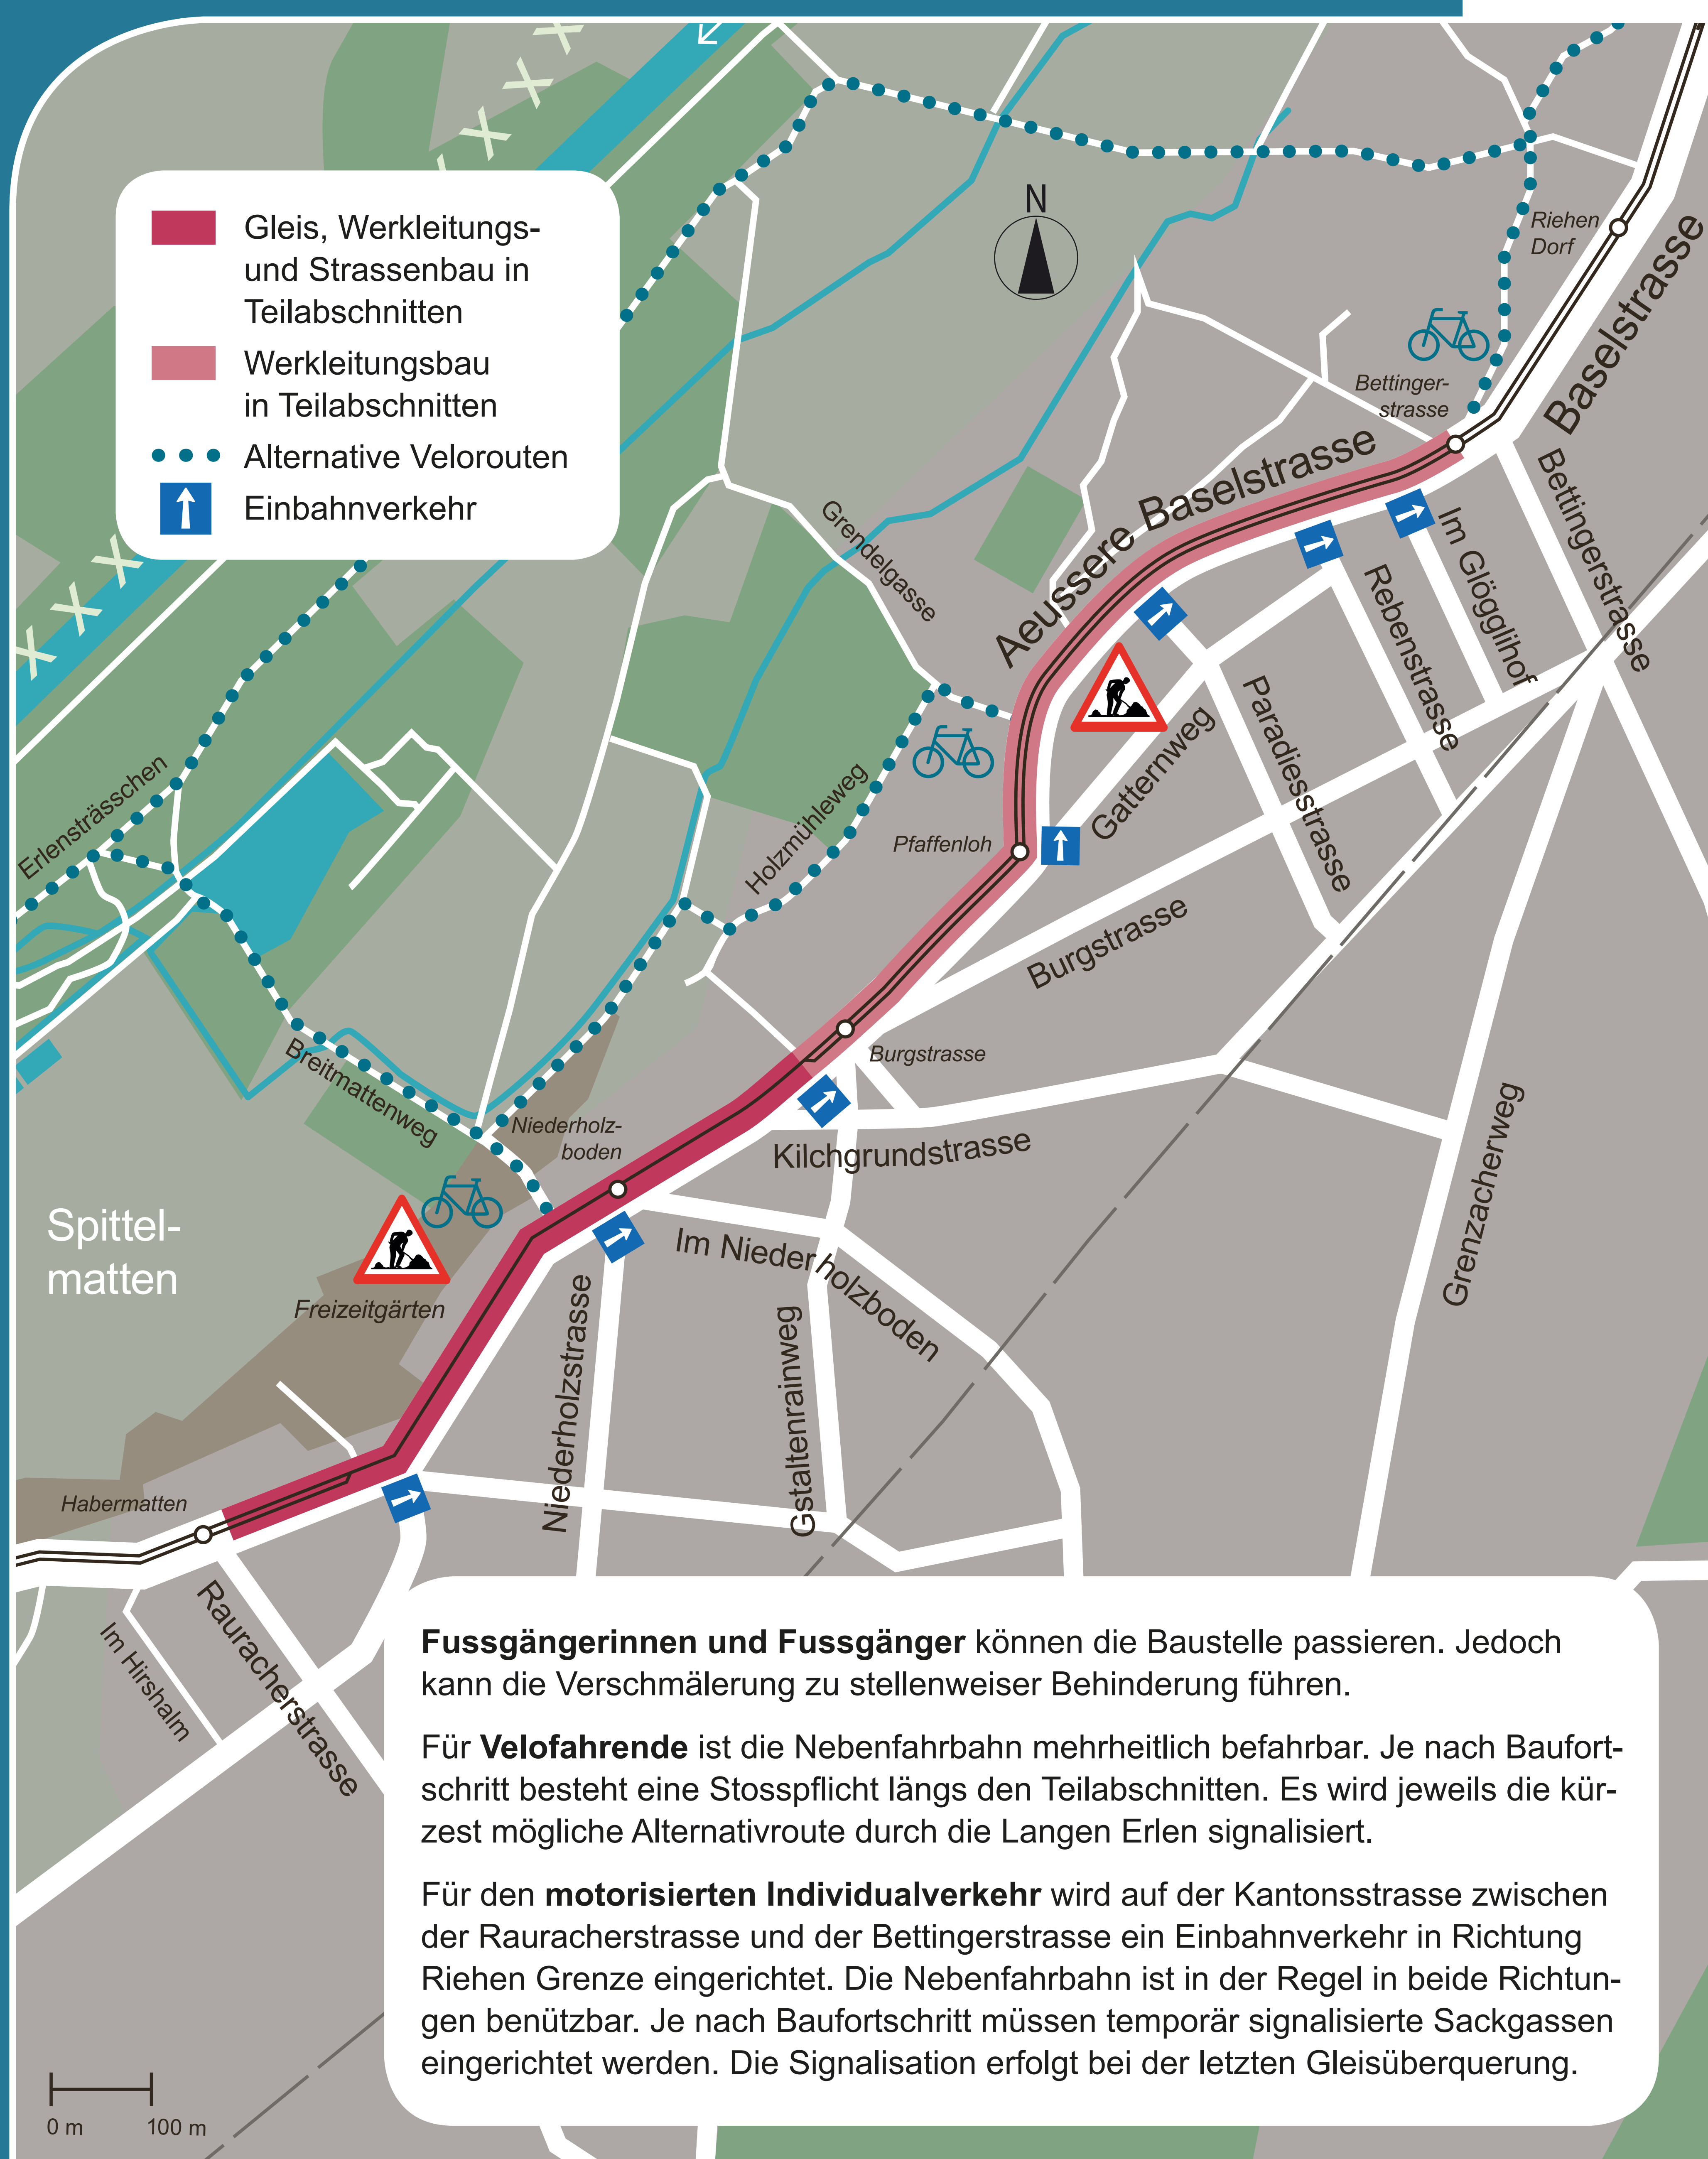 Gleis, Werkleitungs-
und Strassenbau in
Teilabschnitten
Werkleitungsbau
in Teilabschnitten
Alternative Velorouten
Einbahnverkehr
N
Riehen
Dorf
Baselstrasse
Bettinger-
strasse
Aeussere Baselstrasse
Bettingerstrasse
Im Glögglihof
Rebenstrasse
Grendelgasse
Paradiesstrasse
Gatternweg
Erlensträsschen
Holzmühleweg
Pfaffenloh
Burgstrasse
Burgstrasse
Breitmattenweg
Niederholz-
boden
Kilchgrundstrasse
Grenzacherweg
Spittel-
matten
Im Niederholzboden
Freizeitgärten
Niederholzstrasse
Gstaltenrainweg
Habermatten
Rauracherstrasse
Im Hirshalm
Fussgängerinnen und Fussgänger können die Baustelle passieren. Jedoch
kann die Verschmälerung zu stellenweiser Behinderung führen.
Für Velofahrende ist die Nebenfahrbahn mehrheitlich befahrbar. Je nach Baufort-
schritt besteht eine Stosspflicht längs den Teilabschnitten. Es wird jeweils die kür-
zest mögliche Alternativroute durch die Langen Erlen signalisiert.
Für den motorisierten Individualverkehr wird auf der Kantonsstrasse zwischen
der Rauracherstrasse und der Bettingerstrasse ein Einbahnverkehr in Richtung
Riehen Grenze eingerichtet. Die Nebenfahrbahn ist in der Regel in beide Richtun-
gen benützbar. Je nach Baufortschritt müssen temporär signalisierte Sackgassen
eingerichtet werden. Die Signalisation erfolgt bei der letzten Gleisüberquerung.
0 m 100 m